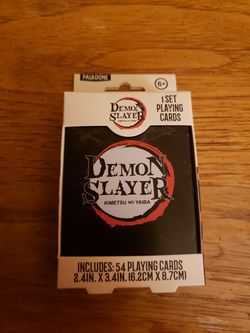 PALADONE
DEMON
SLAYER
6+
1 SET
PLAYING
CARDS
DEMON
SLAYER
KIMETSU NO YAIBA
INCLUDES: 54 PLAYING CARDS
2.4IN. X 3.4IN. (6.2CM X 8.7CM)